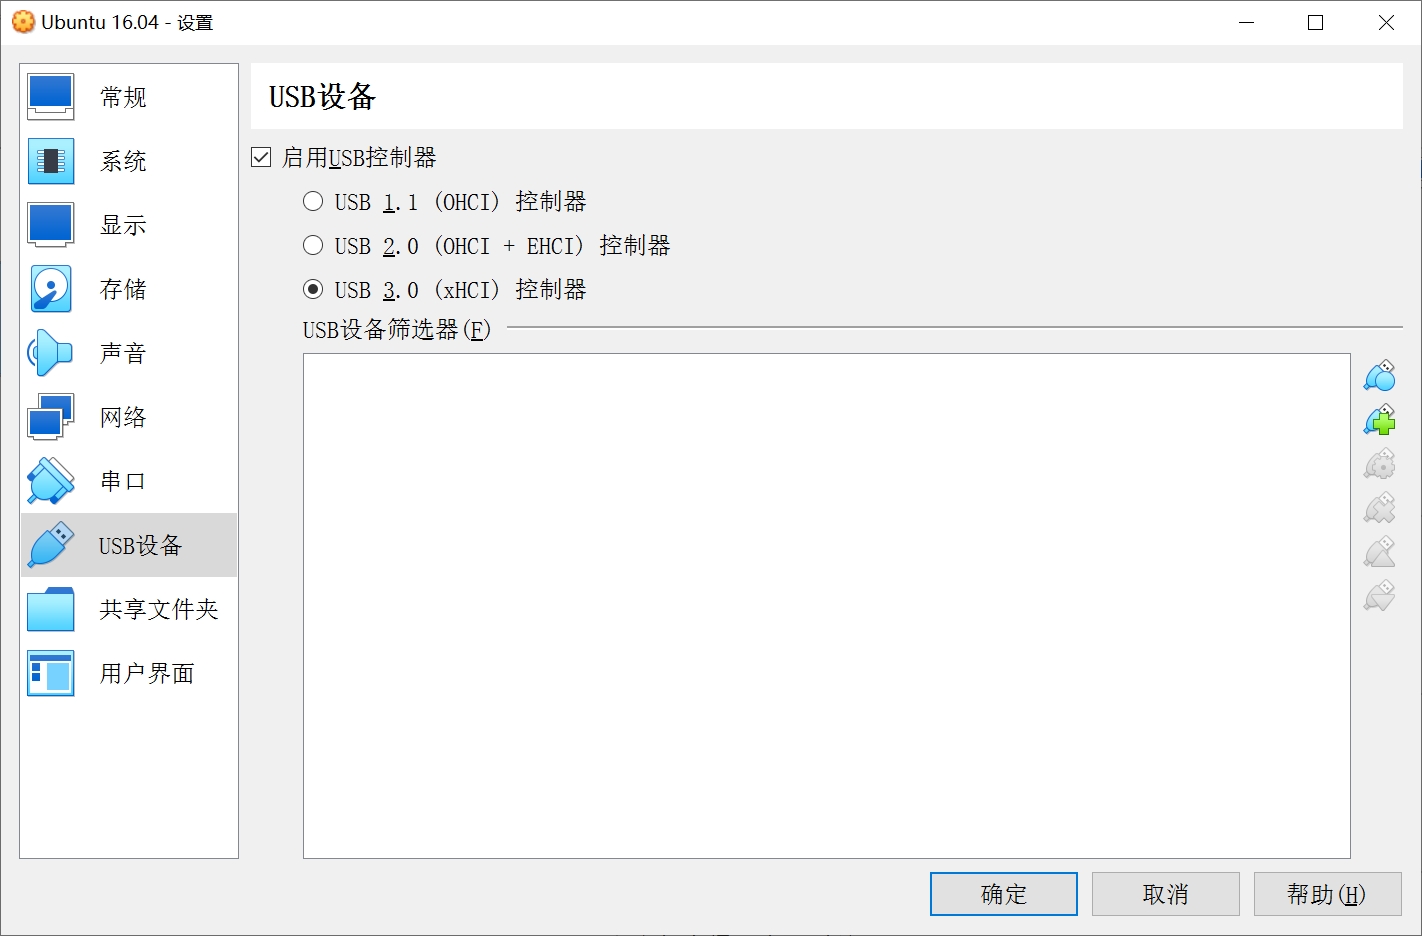 Ubuntu 16.04 - 设置
常规
系统
显示
存储
声音
网络
串口
USB设备
共享文件夹
用户界面
USB设备
启用USB控制器
USB 1.1 (OHCI) 控制器
USB 2.0 (OHCI + EHCI) 控制器
USB 3.0 (xHCI) 控制器
USB设备筛选器(F)
确定
取消
帮助(H)